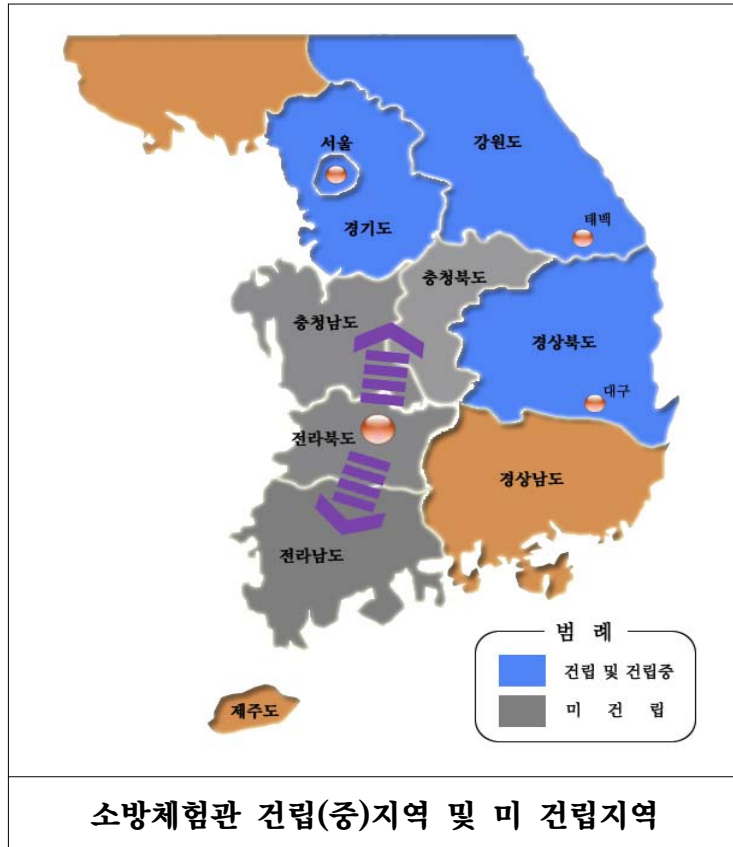 서울
강원도
태백
경기도
충청북도
충청남도
경상북도
대구
전라북도
경상남도
전라남도
제주도
범 례
건립 및 건립중
미 건 립
소방체험관 건립(중)지역 및 미 건립지역